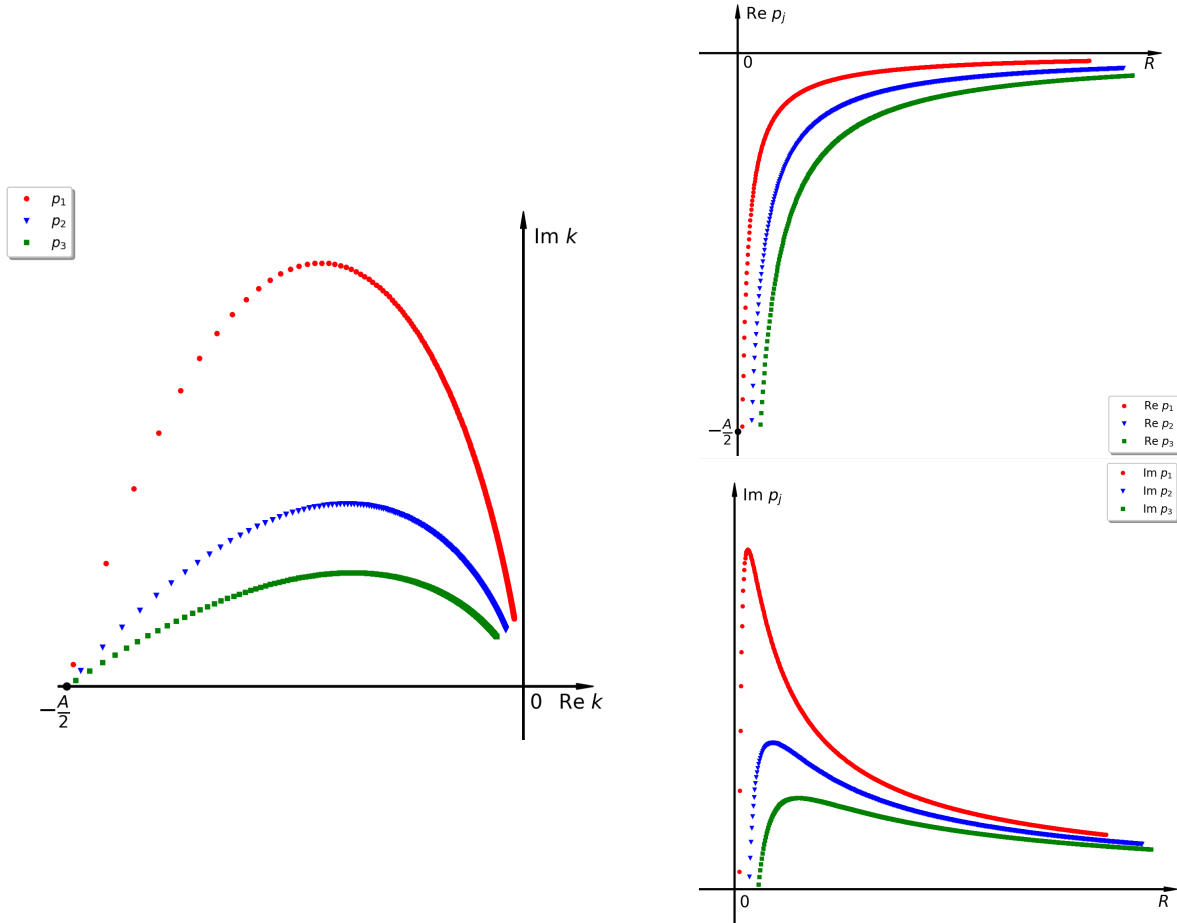 p₁
p₂
p₃
Im k
−A/2
0 Re k
Re pⱼ
0
R
−A/2
Re p₁
Re p₂
Re p₃
Im p₁
Im p₂
Im p₃
Im pⱼ
0
R